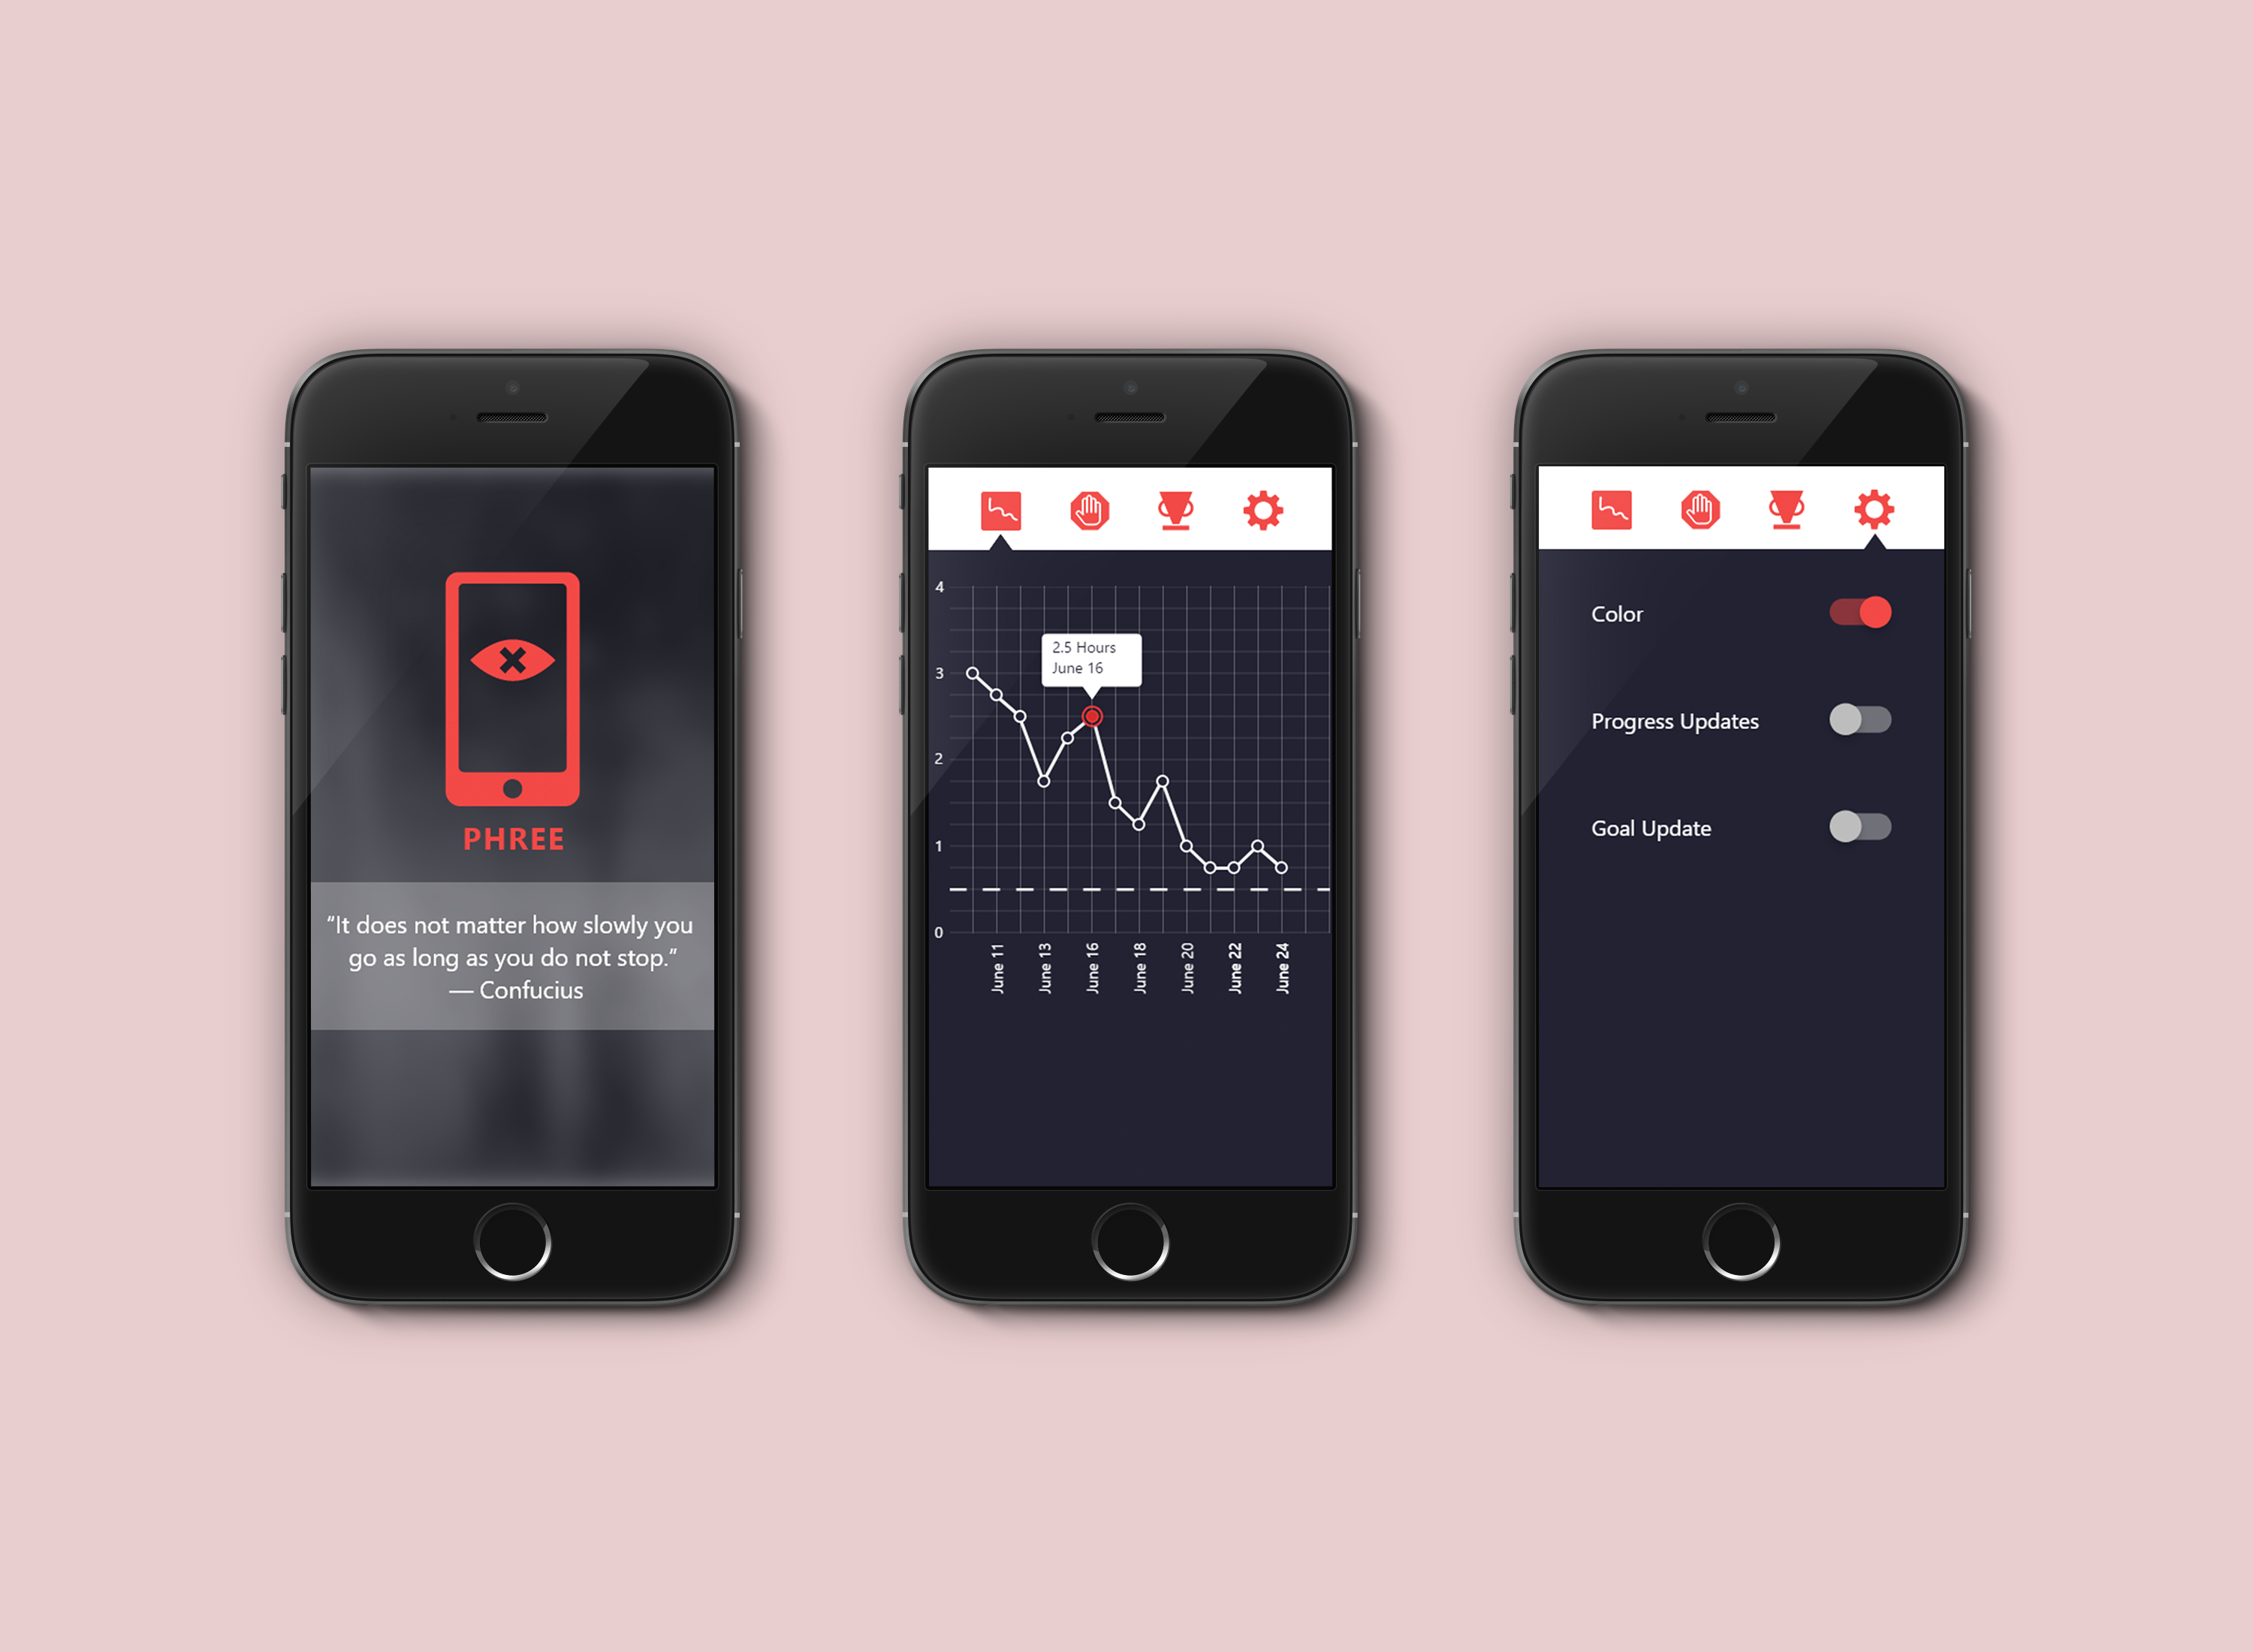 PHREE
“It does not matter how slowly you
go as long as you do not stop.”
— Confucius
4
3
2
1
0
2.5 Hours
June 16
June 11
June 13
June 16
June 18
June 20
June 22
June 24
Color
Progress Updates
Goal Update